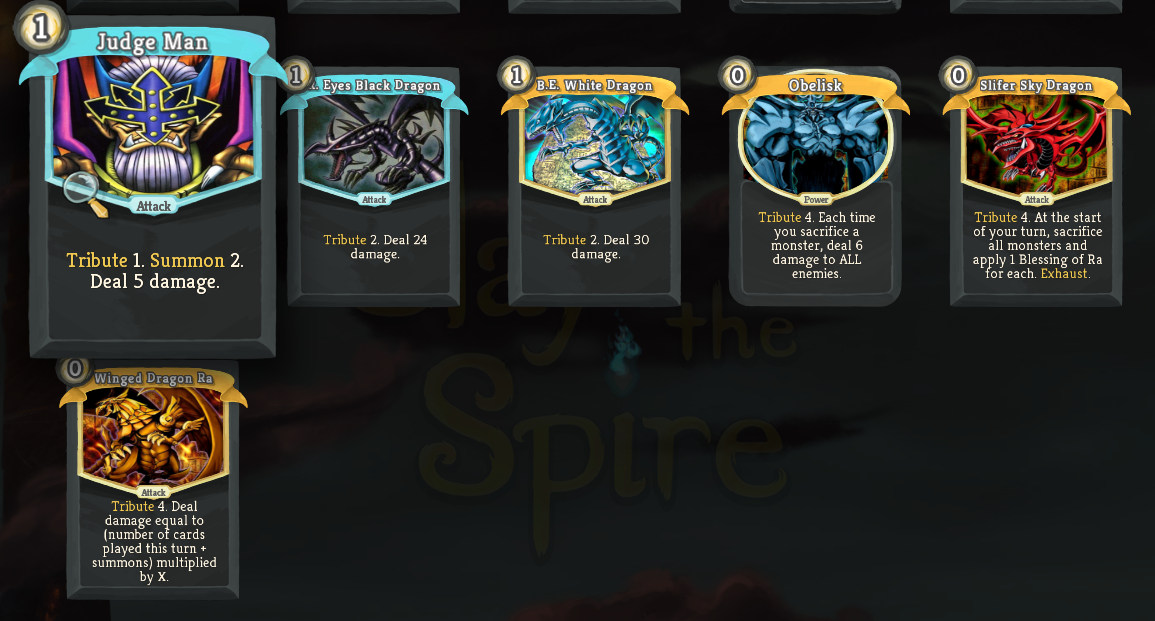 1
Judge Man
Attack
Tribute 1. Summon 2.
Deal 5 damage.
1
Eyes Black Dragon
Attack
Tribute 2. Deal 24
damage.
1
B.E. White Dragon
Attack
Tribute 2. Deal 30
damage.
0
Obelisk
Power
Tribute 4. Each time
you sacrifice a
monster, deal 6
damage to ALL
enemies.
0
Slifer Sky Dragon
Attack
Tribute 4. At the start
of your turn, sacrifice
all monsters and
apply 1 Blessing of Ra
for each. Exhaust.
0
Winged Dragon Ra
Attack
Tribute 4. Deal
damage equal to
(number of cards
played this turn +
summons) multiplied
by X.
the
Spire